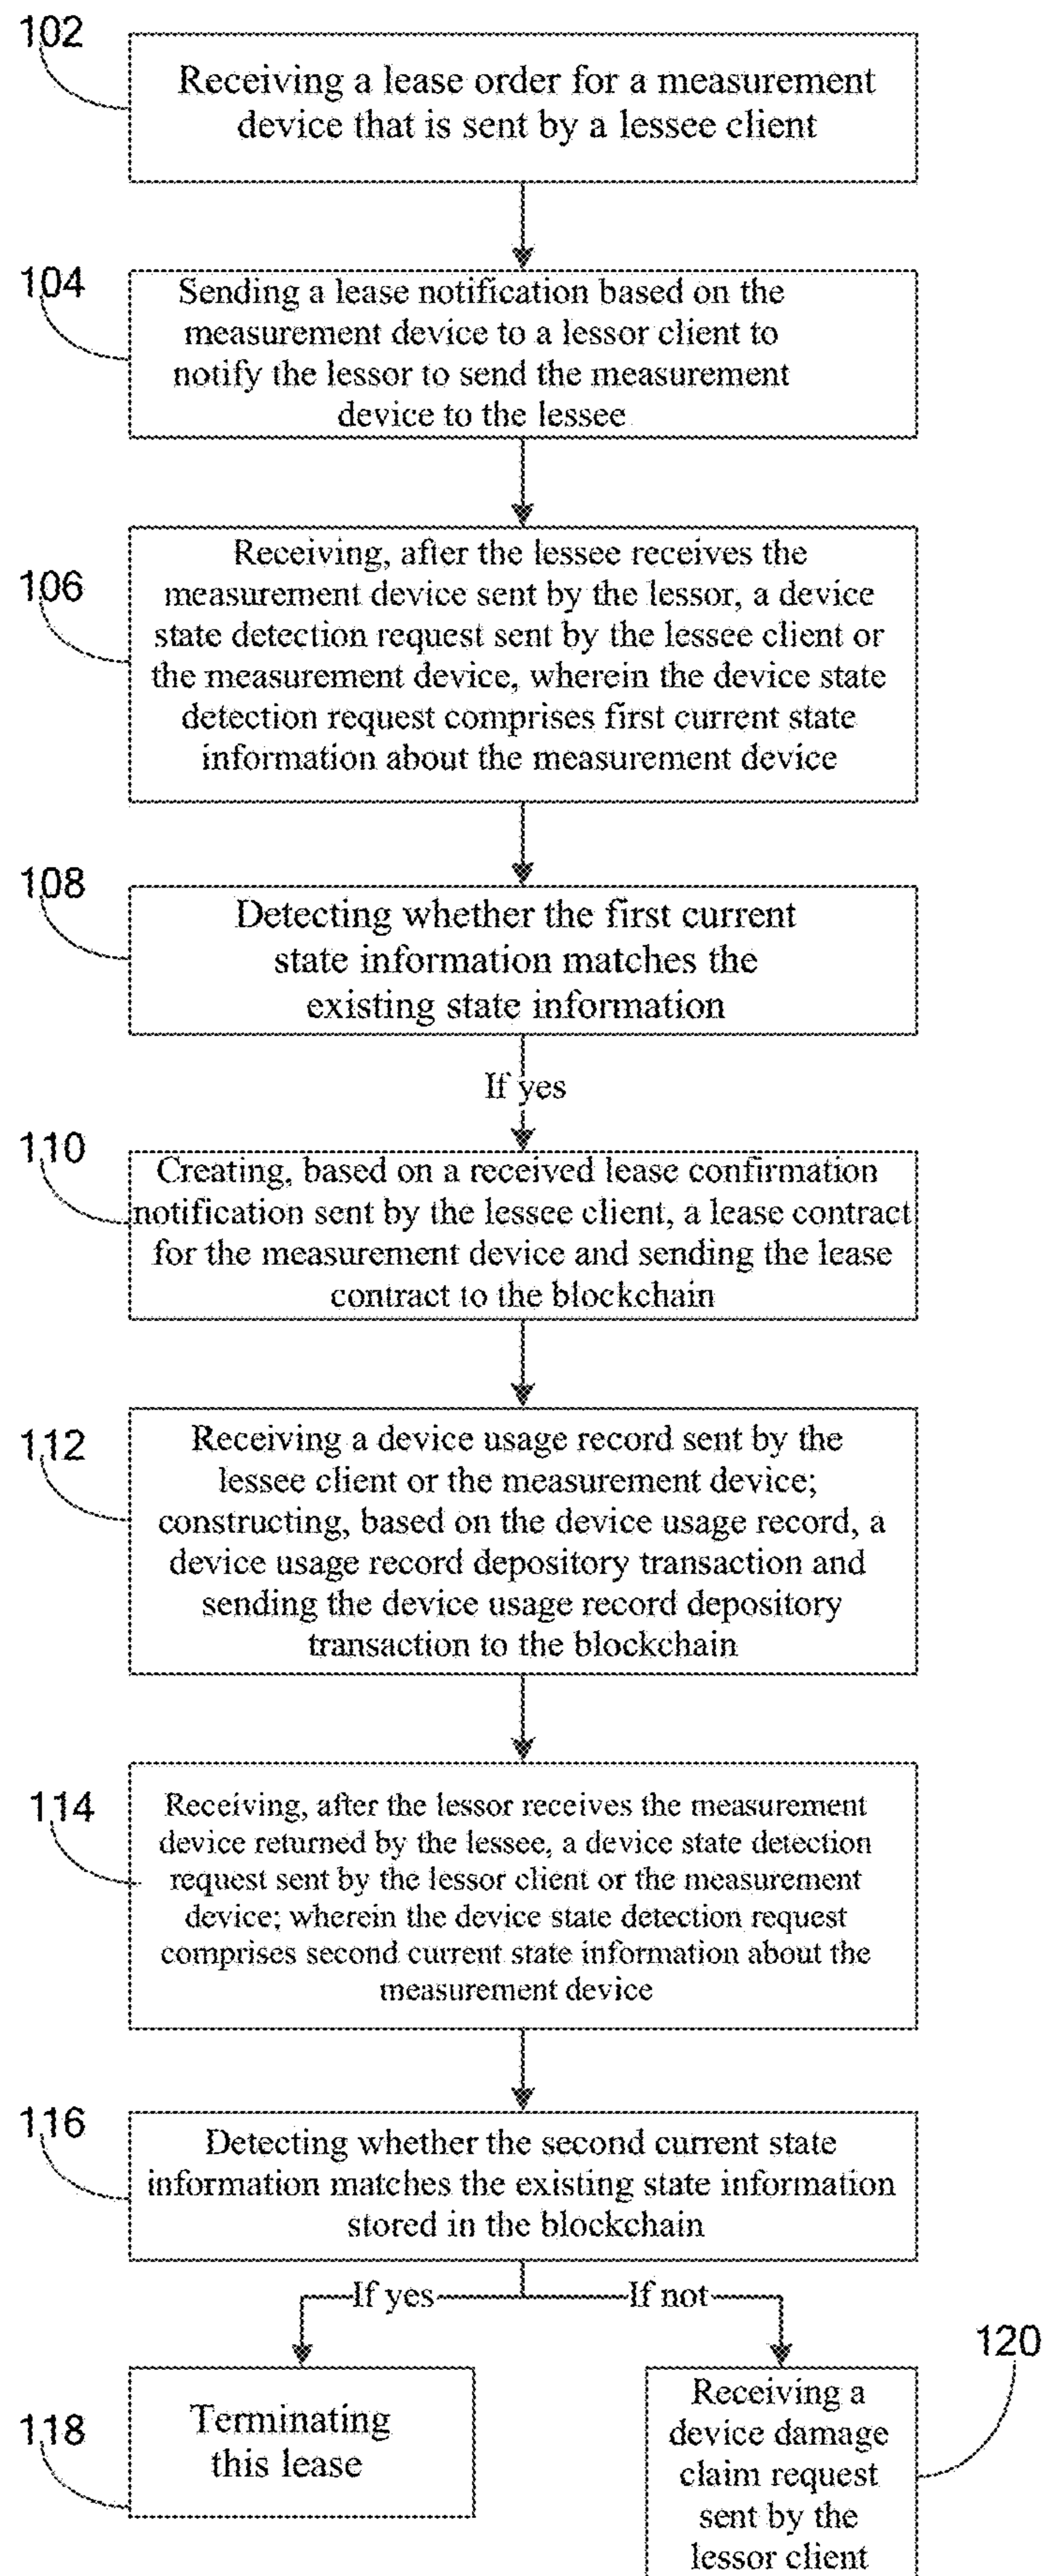 102
Receiving a lease order for a measurement
device that is sent by a lessee client
104
Sending a lease notification based on the
measurement device to a lessor client to
notify the lessor to send the measurement
device to the lessee
106
Receiving, after the lessee receives the
measurement device sent by the lessor, a device
state detection request sent by the lessee client or
the measurement device, wherein the device state
detection request comprises first current state
information about the measurement device
108
Detecting whether the first current
state information matches the
existing state information
If yes
110
Creating, based on a received lease confirmation
notification sent by the lessee client, a lease contract
for the measurement device and sending the lease
contract to the blockchain
112
Receiving a device usage record sent by the
lessee client or the measurement device;
constructing, based on the device usage record, a
device usage record depository transaction and
sending the device usage record depository
transaction to the blockchain
114
Receiving, after the lessor receives the measurement
device returned by the lessee, a device state detection
request sent by the lessor client or the measurement
device; wherein the device state detection request
comprises second current state information about the
measurement device
116
Detecting whether the second current state
information matches the existing state information
stored in the blockchain
If yes
If not
118
Terminating
this lease
120
Receiving a
device damage
claim request
sent by the
lessor client